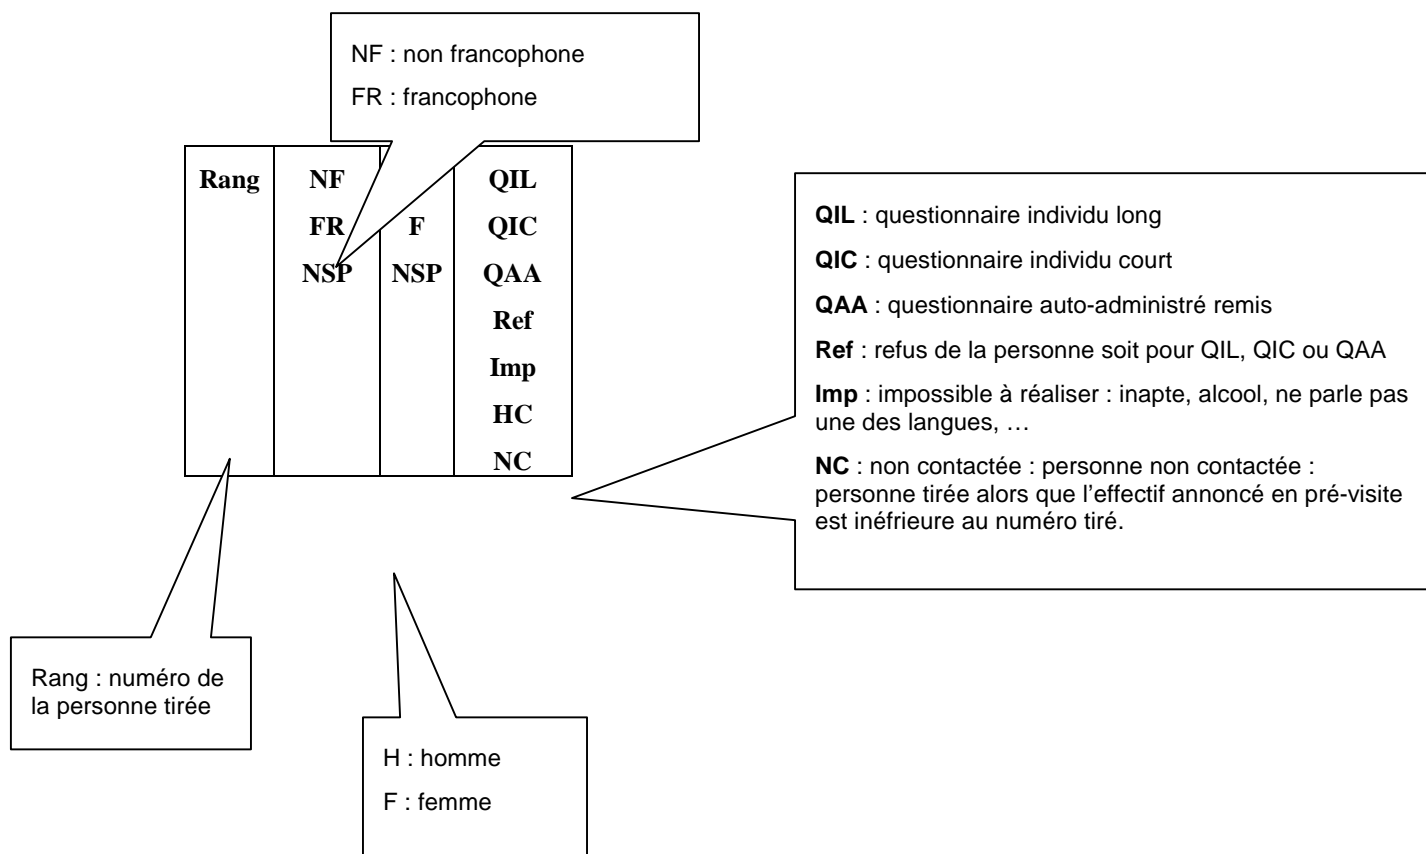 NF : non francophone
FR : francophone
Rang NF QIL
FR F QIC
NSP NSP QAA
Ref
Imp
HC
NC
QIL : questionnaire individu long
QIC : questionnaire individu court
QAA : questionnaire auto-administré remis
Ref : refus de la personne soit pour QIL, QIC ou QAA
Imp : impossible à réaliser : inapte, alcool, ne parle pas
une des langues, …
NC : non contactée : personne non contactée :
personne tirée alors que l’effectif annoncé en pré-visite
est inéfrieure au numéro tiré.
Rang : numéro de
la personne tirée
H : homme
F : femme